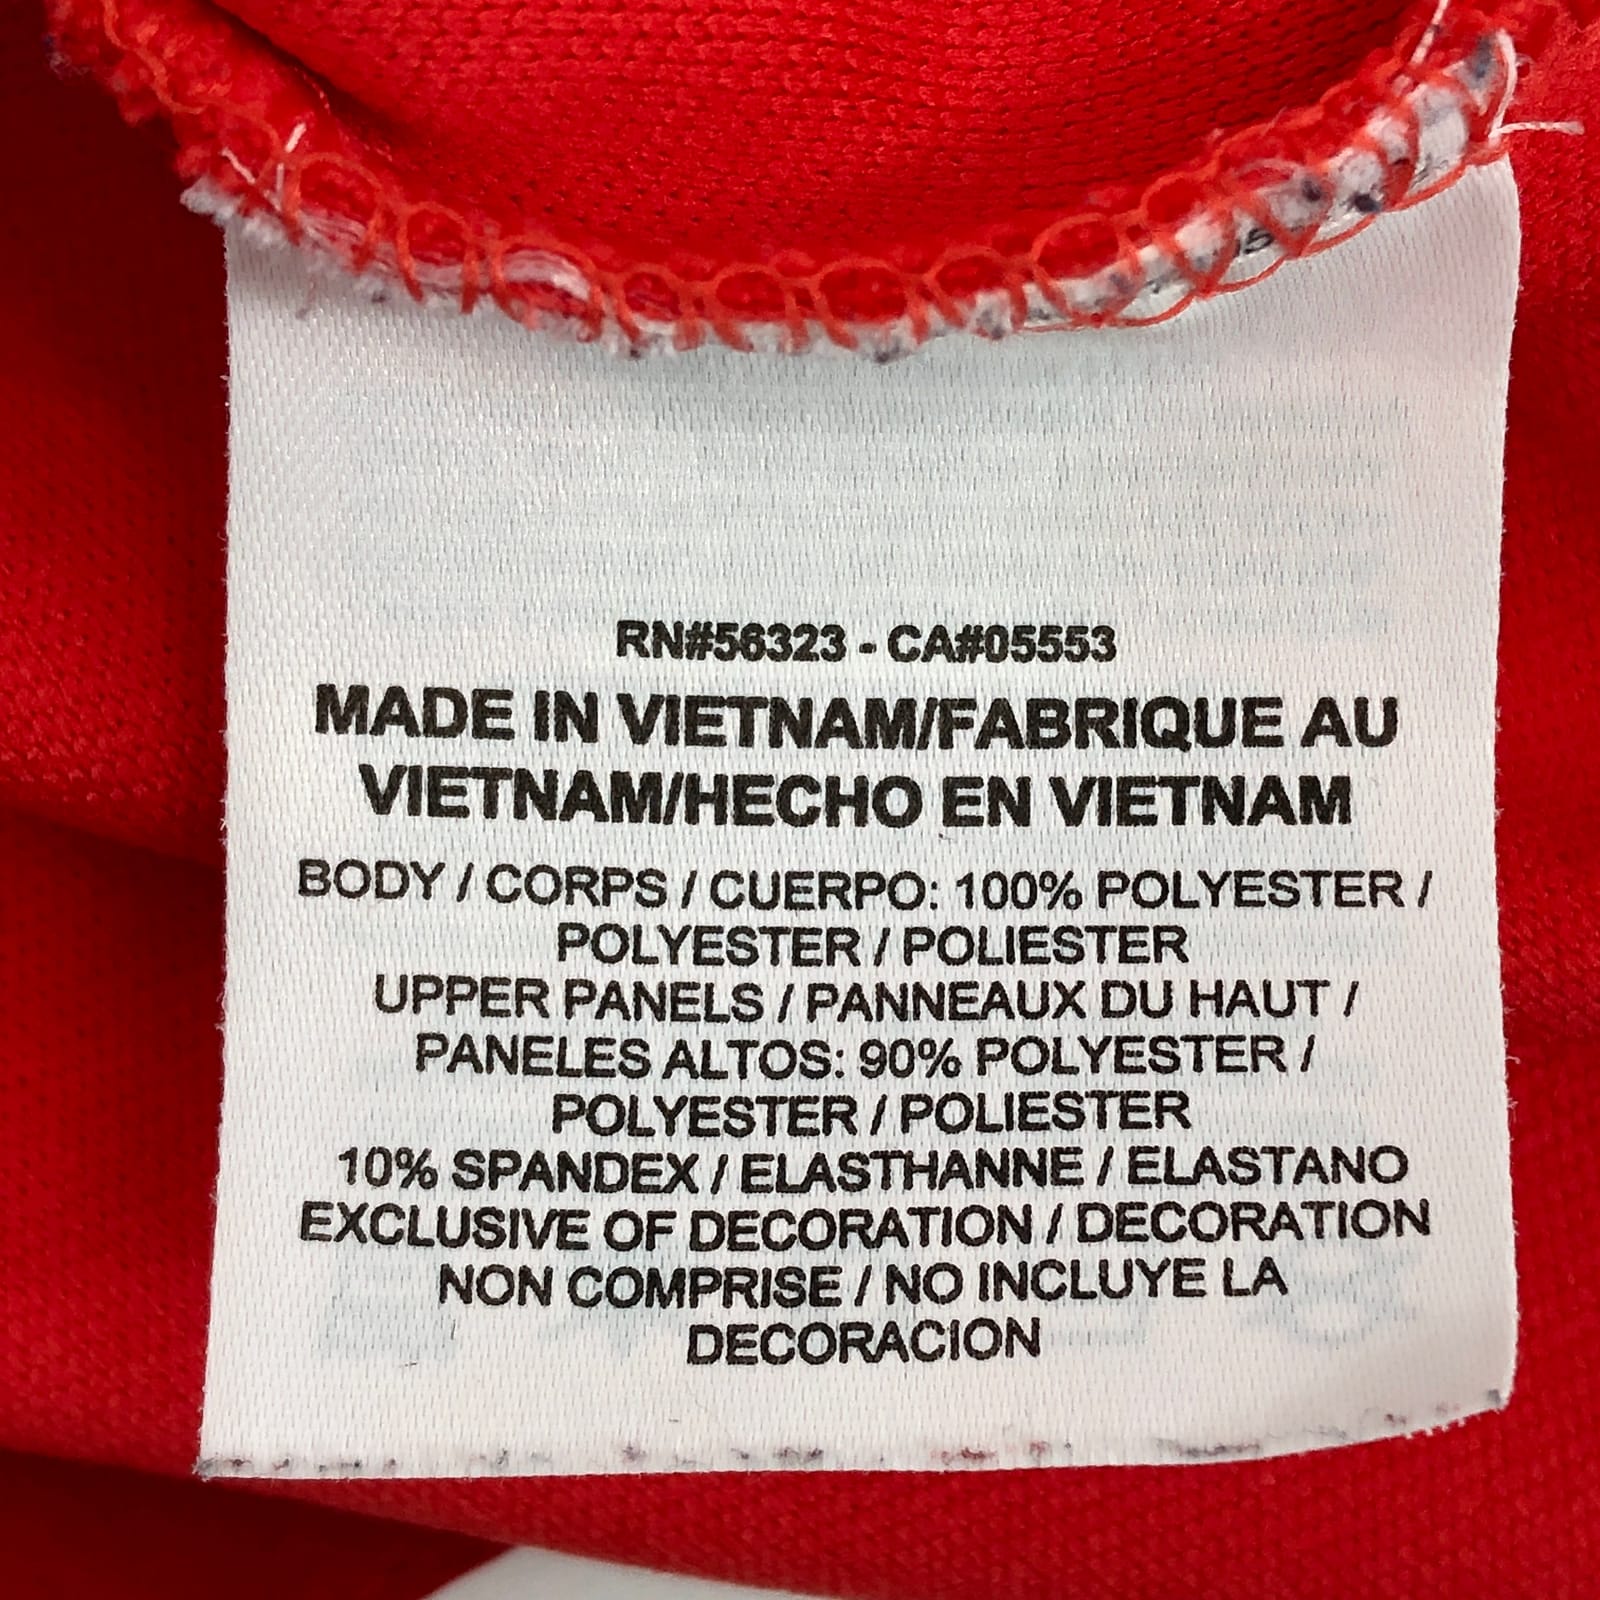 RN#56323 - CA#05553
MADE IN VIETNAM/FABRIQUE AU
VIETNAM/HECHO EN VIETNAM
BODY / CORPS / CUERPO: 100% POLYESTER /
POLYESTER / POLIESTER
UPPER PANELS / PANNEAUX DU HAUT /
PANELES ALTOS: 90% POLYESTER /
POLYESTER / POLIESTER
10% SPANDEX / ELASTHANNE / ELASTANO
EXCLUSIVE OF DECORATION / DECORATION
NON COMPRISE / NO INCLUYE LA
DECORACION